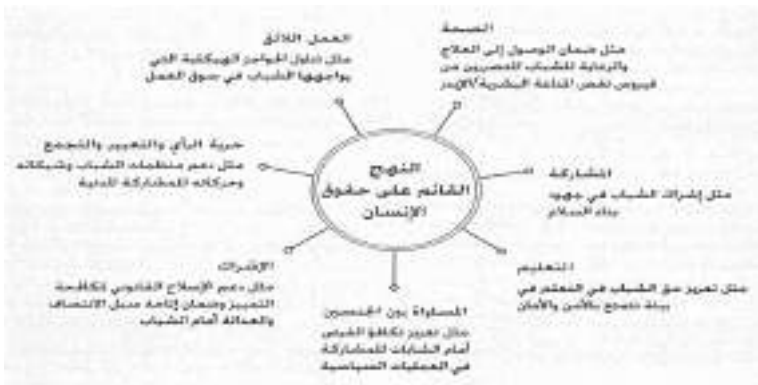 الصحة
مثل ضمان الوصول إلى العلاج
والرعاية للشباب المتضررين من
فيروس نقص المناعة البشرية/الإيدز
المشاركة
مثل إشراك الشباب في جهود
بناء السلام
التعليم
مثل تعزيز حق الشباب في التعلم في
بيئة تتمتع بالأمن والأمان
المساواة بين الجنسين
مثل تعزيز تكافؤ الفرص
أمام الشابات للمشاركة
في العمليات السياسية
الإشراك
مثل دعم الإصلاح القانوني لمكافحة
التمييز وضمان إتاحة سبل الانتصاف
والعدالة أمام الشباب
حرية الرأي والتعبير والتجمع
مثل دعم منظمات الشباب وشبكاته
وحركاته للمشاركة المدنية
العمل اللائق
مثل تناول الحواجز الهيكلية التي
يواجهها الشباب في سوق العمل
النهج
القائم على حقوق
الإنسان